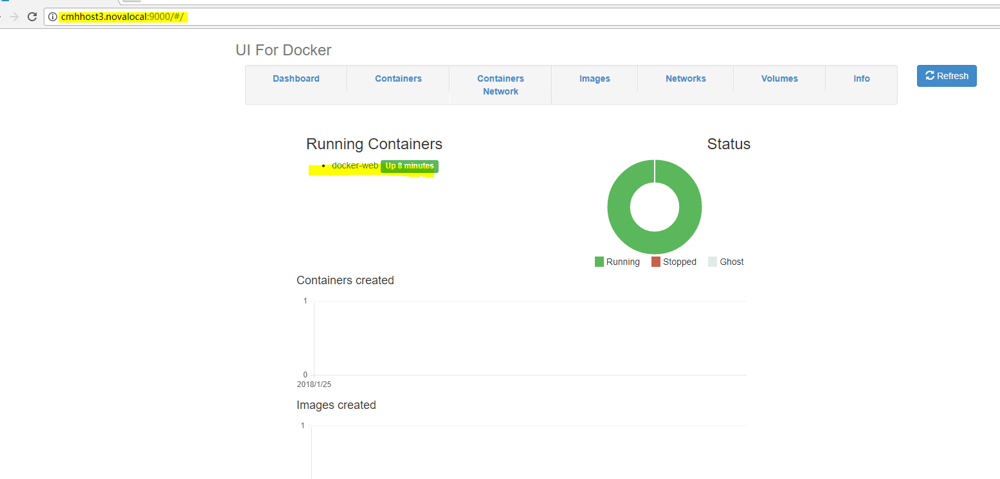 cmhhost3.novalocal:9000/#/
UI For Docker
Dashboard Containers Containers Network Images Networks Volumes Info Refresh
Running Containers
docker-web Up 8 minutes
Status
Running Stopped Ghost
Containers created
1
0
2018/1/25
Images created
1